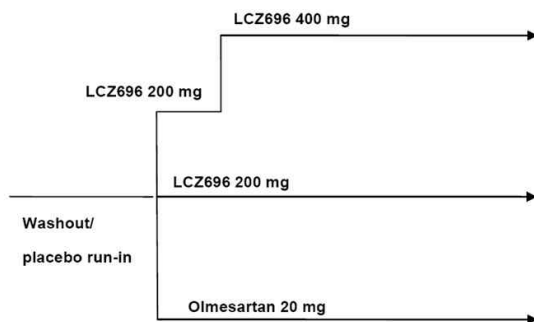 LCZ696 400 mg
LCZ696 200 mg
LCZ696 200 mg
Washout/
placebo run-in
Olmesartan 20 mg